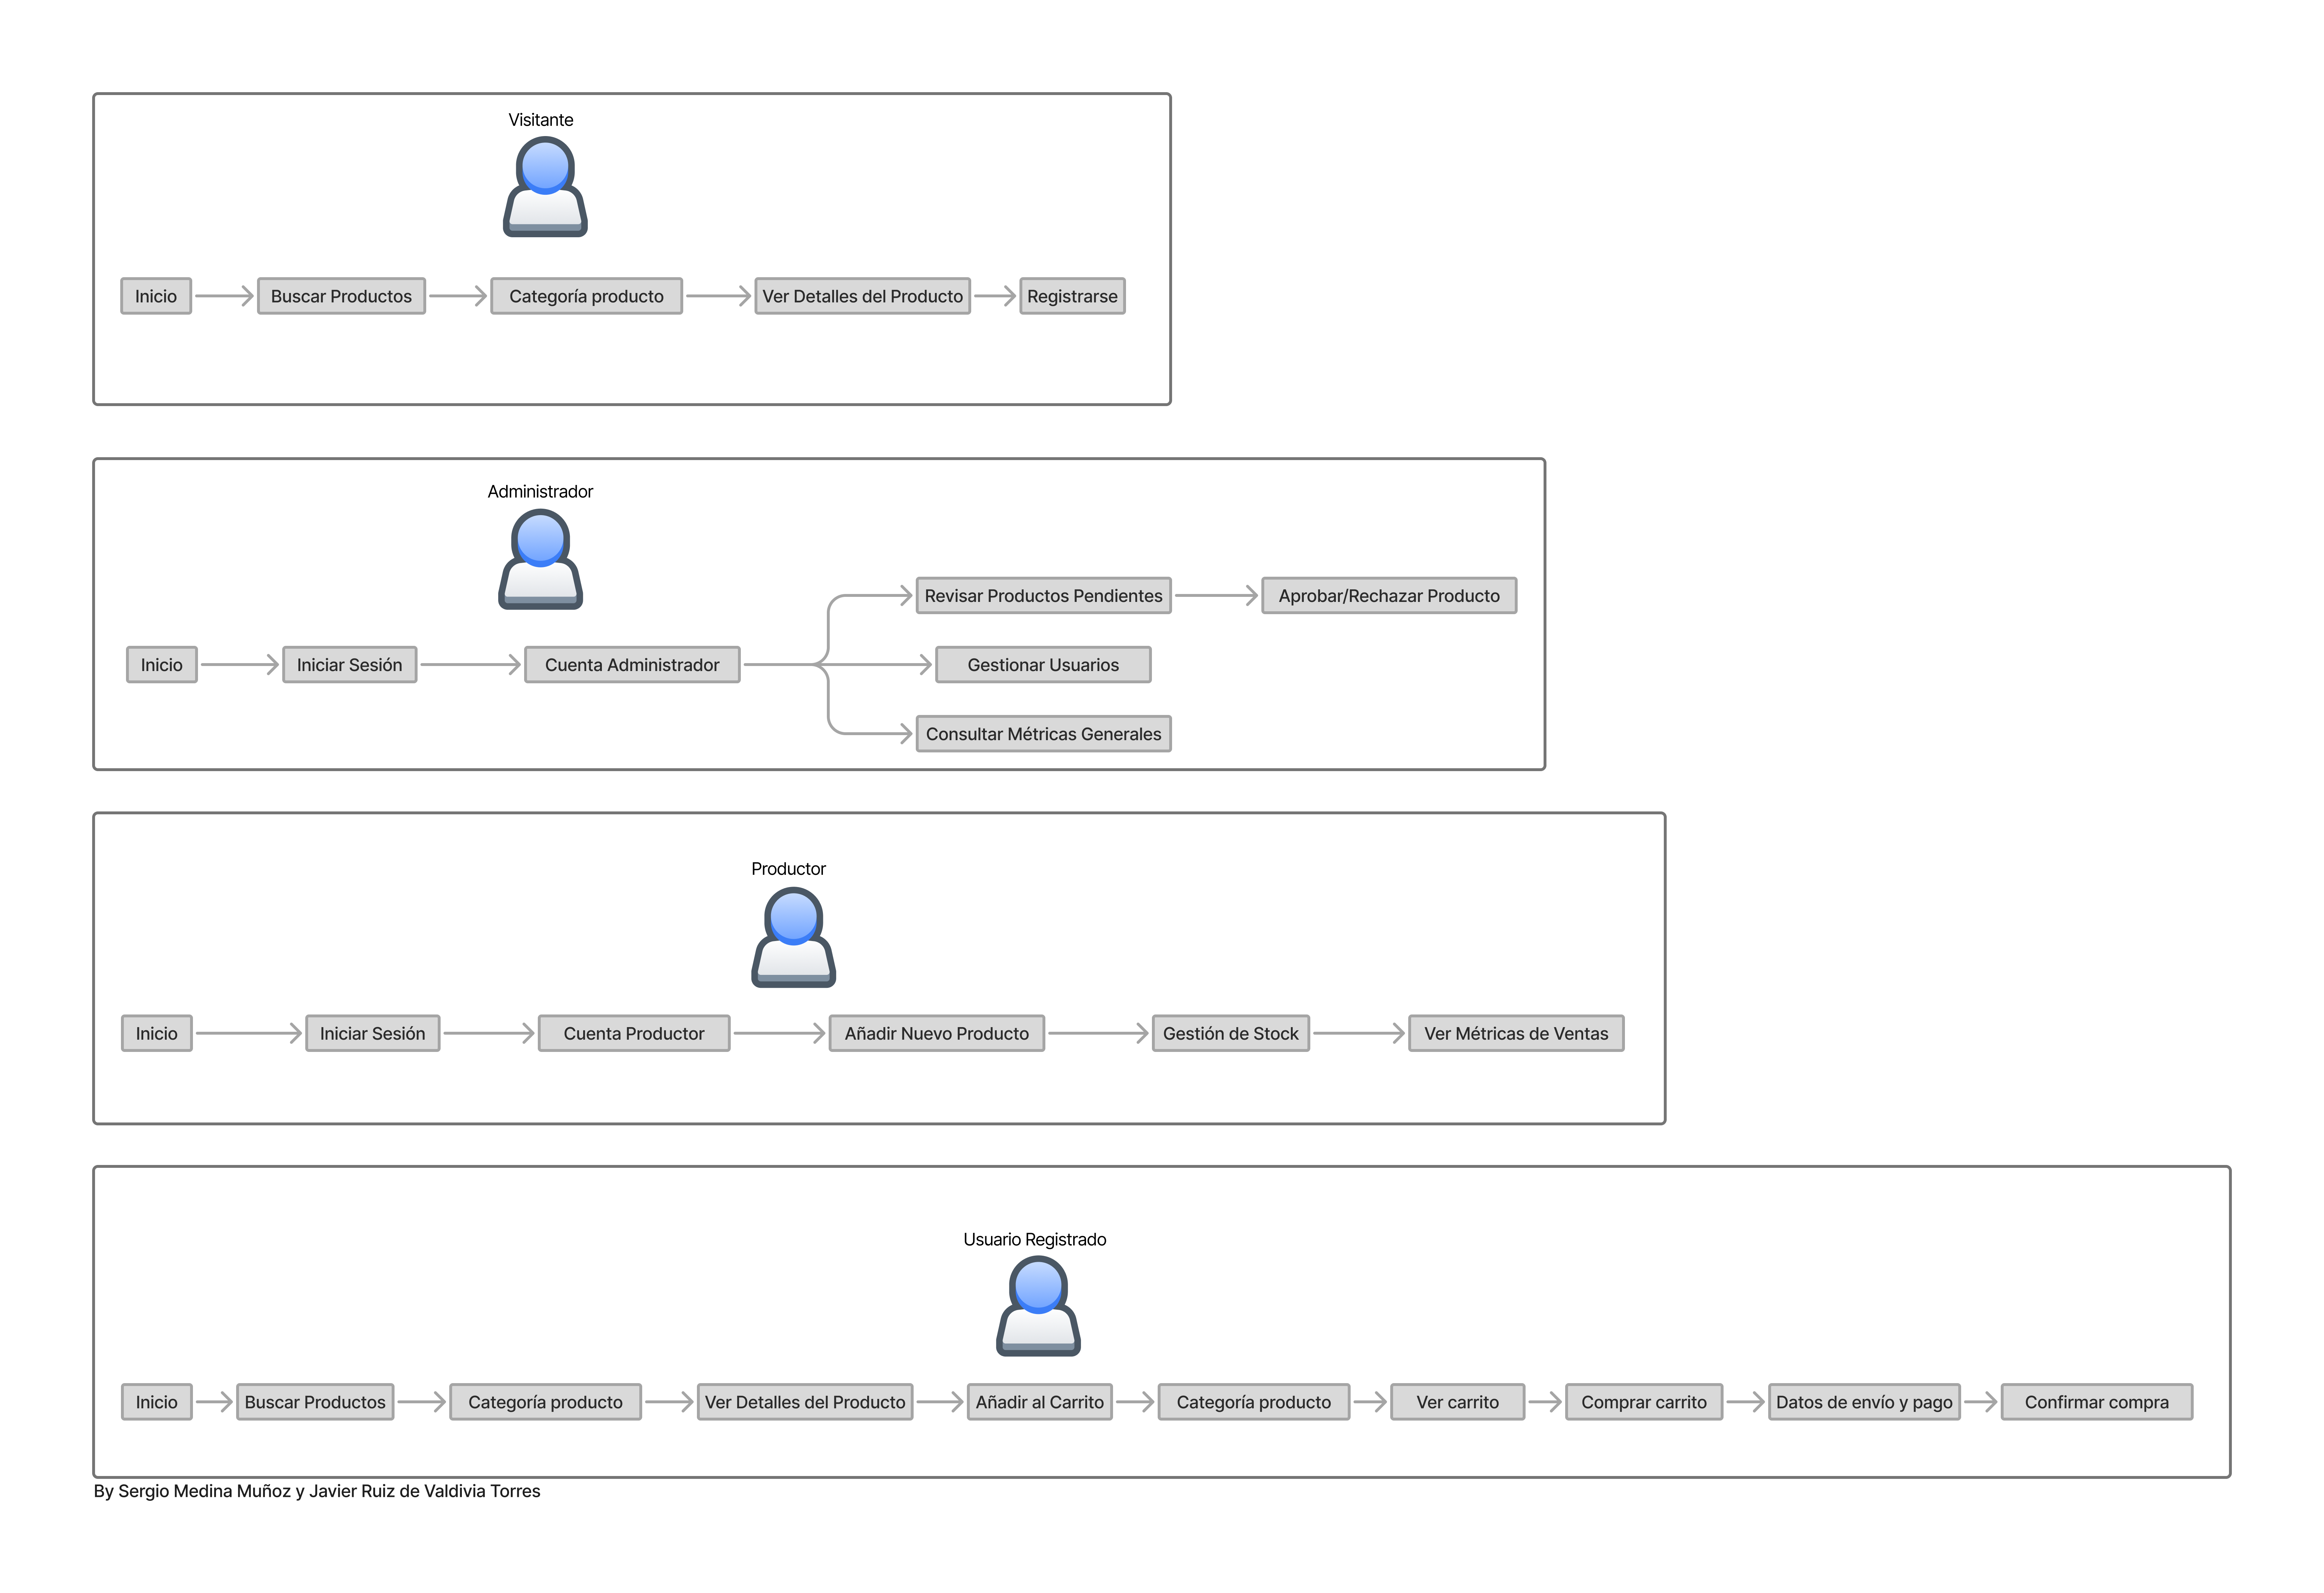 Visitante
Inicio
Buscar Productos
Categoría producto
Ver Detalles del Producto
Registrarse
Administrador
Inicio
Iniciar Sesión
Cuenta Administrador
Revisar Productos Pendientes
Aprobar/Rechazar Producto
Gestionar Usuarios
Consultar Métricas Generales
Productor
Inicio
Iniciar Sesión
Cuenta Productor
Añadir Nuevo Producto
Gestión de Stock
Ver Métricas de Ventas
Usuario Registrado
Inicio
Buscar Productos
Categoría producto
Ver Detalles del Producto
Añadir al Carrito
Categoría producto
Ver carrito
Comprar carrito
Datos de envío y pago
Confirmar compra
By Sergio Medina Muñoz y Javier Ruiz de Valdivia Torres